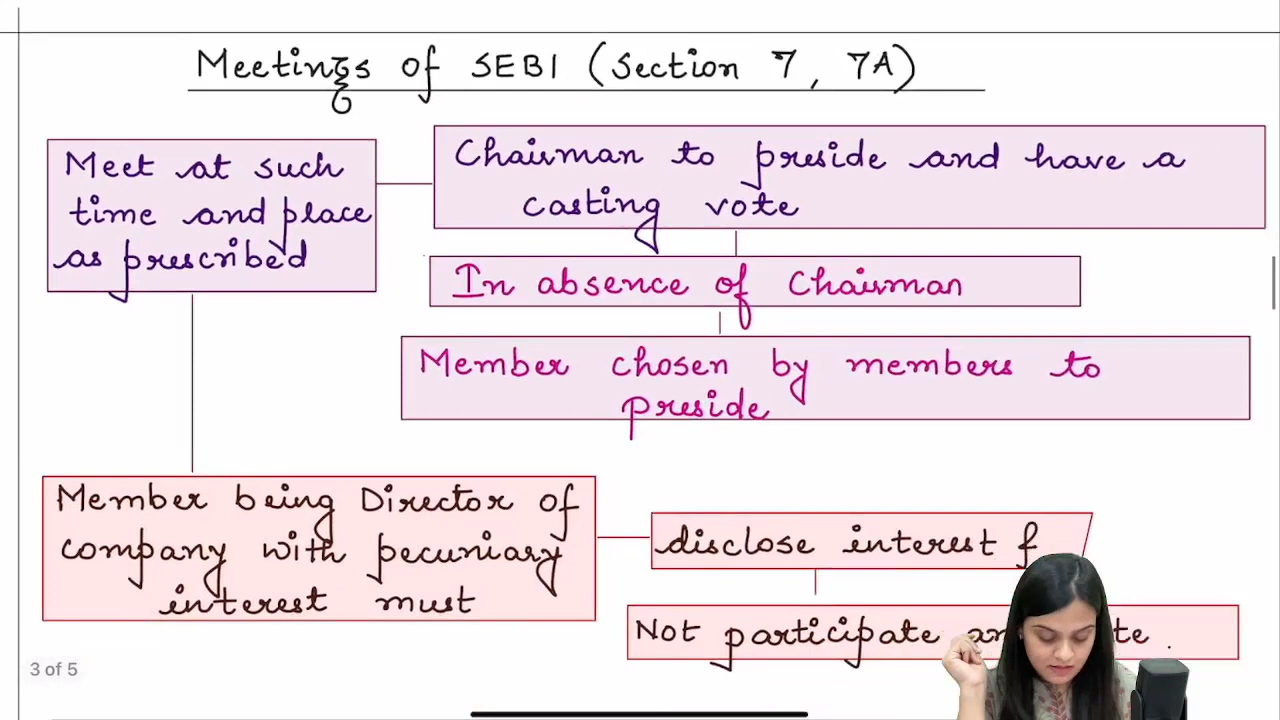 Meetings of SEBI (Section 7, 7A)
Meet at such
time and place
as prescribed
Chairman to preside and have a
casting vote
In absence of Chairman
Member chosen by members to
preside
Member being Director of
company with pecuniary
interest must
disclose interest &
Not participate
3 of 5